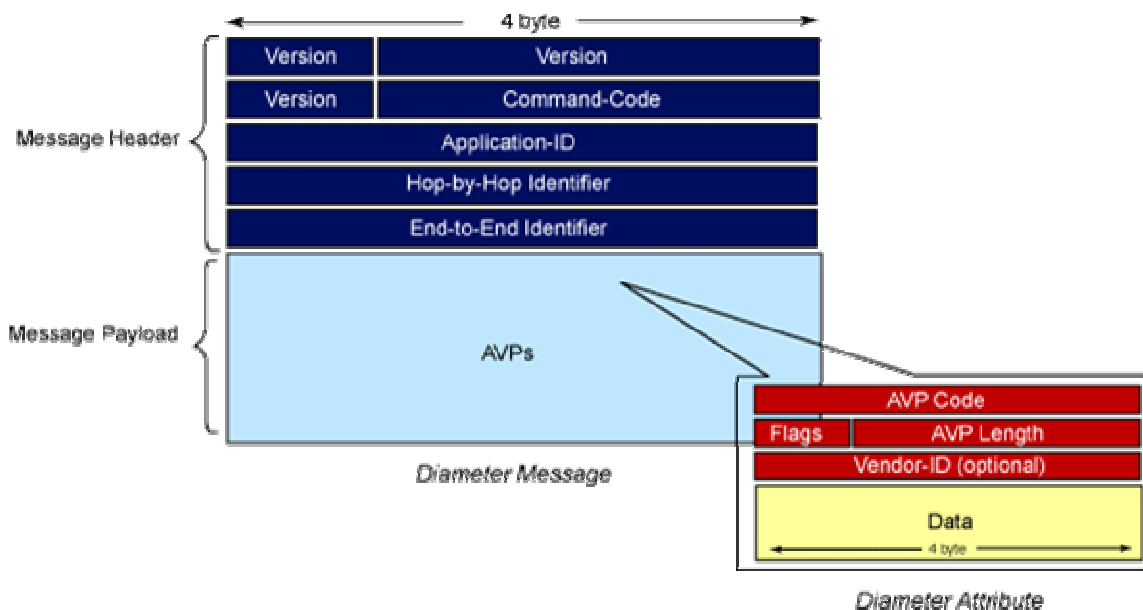 4 byte
Version Version
Version Command-Code
Message Header
Application-ID
Hop-by-Hop Identifier
End-to-End Identifier
Message Payload
AVPs
AVP Code
Flags AVP Length
Vendor-ID (optional)
Diameter Message
Data
4 byte
Diameter Attribute